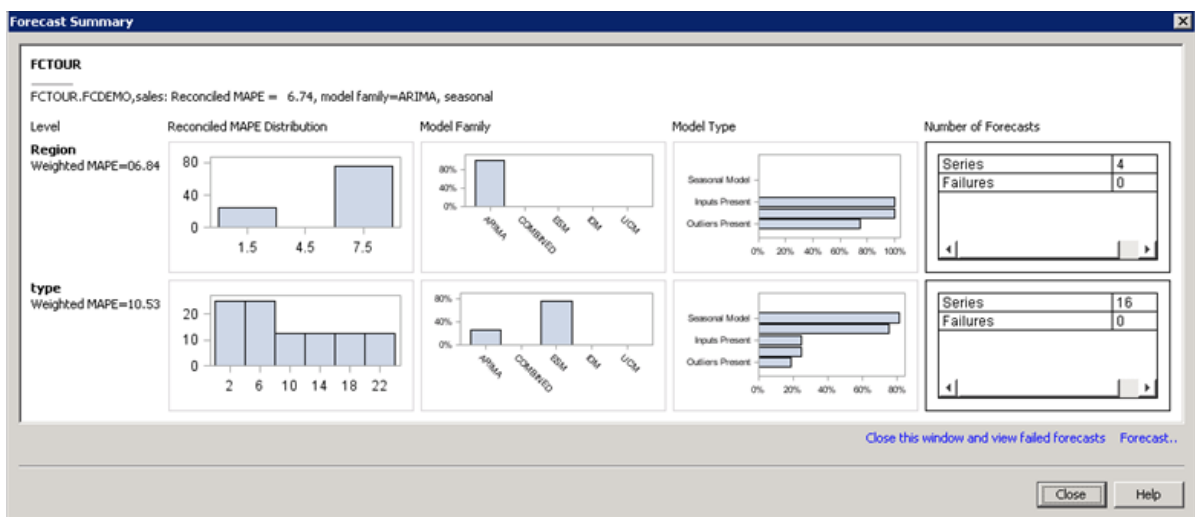 Forecast Summary
FCTOUR
FCTOUR.FCDEMO,sales: Reconciled MAPE = 6.74, model family=ARIMA, seasonal
Level Reconciled MAPE Distribution Model Family Model Type Number of Forecasts
Region
Weighted MAPE=06.84
80
40
0
1.5 4.5 7.5
80%
40%
0%
ARIMA COMBINED ESM IDM UCM
Seasonal Model
Inputs Present
Outliers Present
0% 20% 40% 60% 80% 100%
Series 4
Failures 0
type
Weighted MAPE=10.53
20
10
0
2 6 10 14 18 22
80%
40%
0%
ARIMA COMBINED ESM IDM UCM
Seasonal Model
Inputs Present
Outliers Present
0% 20% 40% 60% 80%
Series 16
Failures 0
Close this window and view failed forecasts Forecast..
Close Help